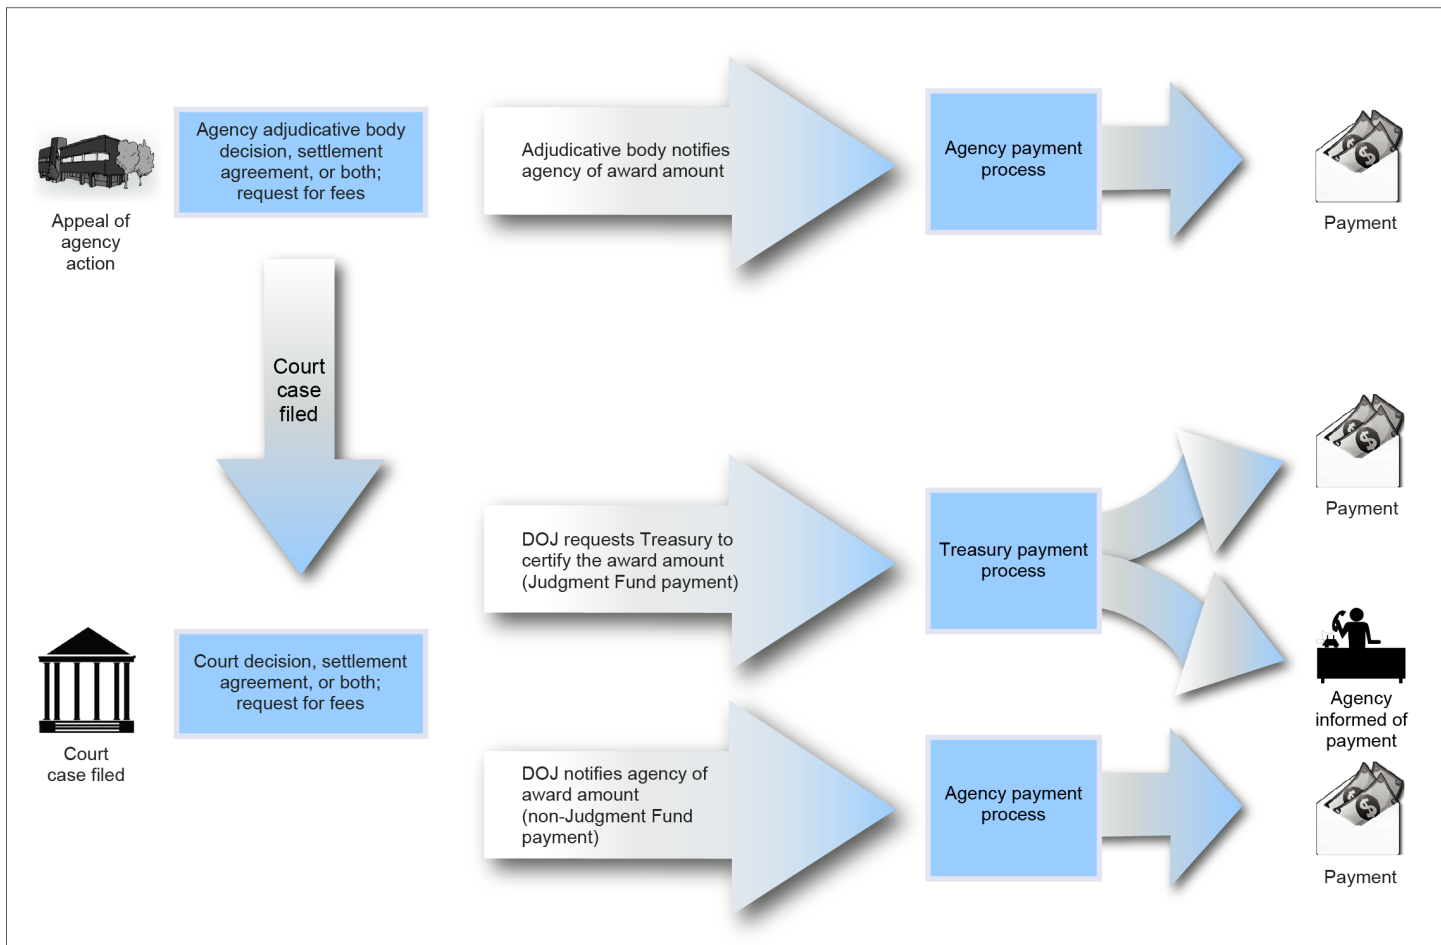 Agency adjudicative body
decision, settlement
agreement, or both;
request for fees
Adjudicative body notifies
agency of award amount
Agency payment
process
Appeal of
agency
action
Payment
Court
case
filed
DOJ requests Treasury to
certify the award amount
(Judgment Fund payment)
Treasury payment
process
Payment
Court decision, settlement
agreement, or both;
request for fees
Agency
informed of
payment
Court
case filed
DOJ notifies agency of
award amount
(non-Judgment Fund
payment)
Agency payment
process
Payment